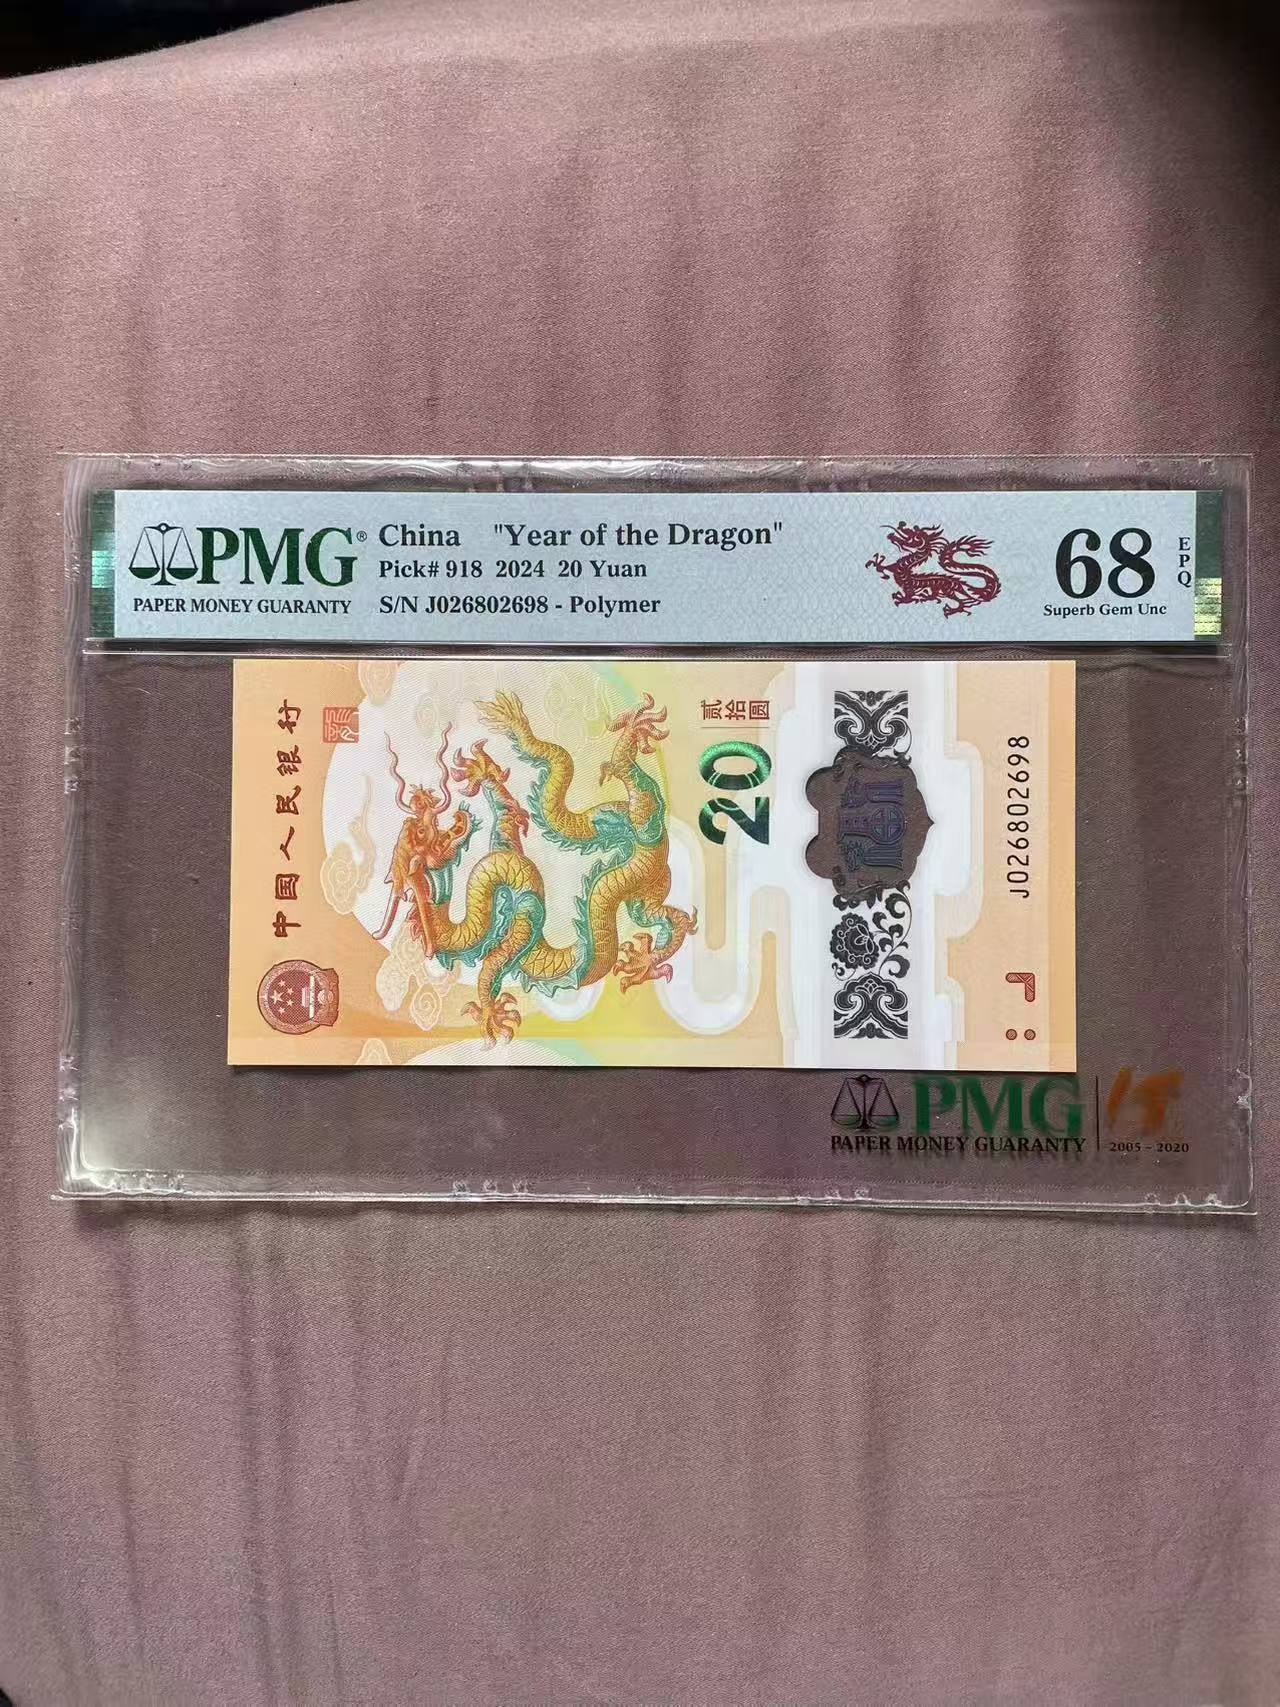 PMG®
PAPER MONEY GUARANTY
China "Year of the Dragon"
Pick# 918 2024 20 Yuan
S/N J026802698 - Polymer
68
EPQ
Superb Gem Unc
中国人民银行
贰拾圆
20
J026802698
PMG
PAPER MONEY GUARANTY
15
2005 - 2020